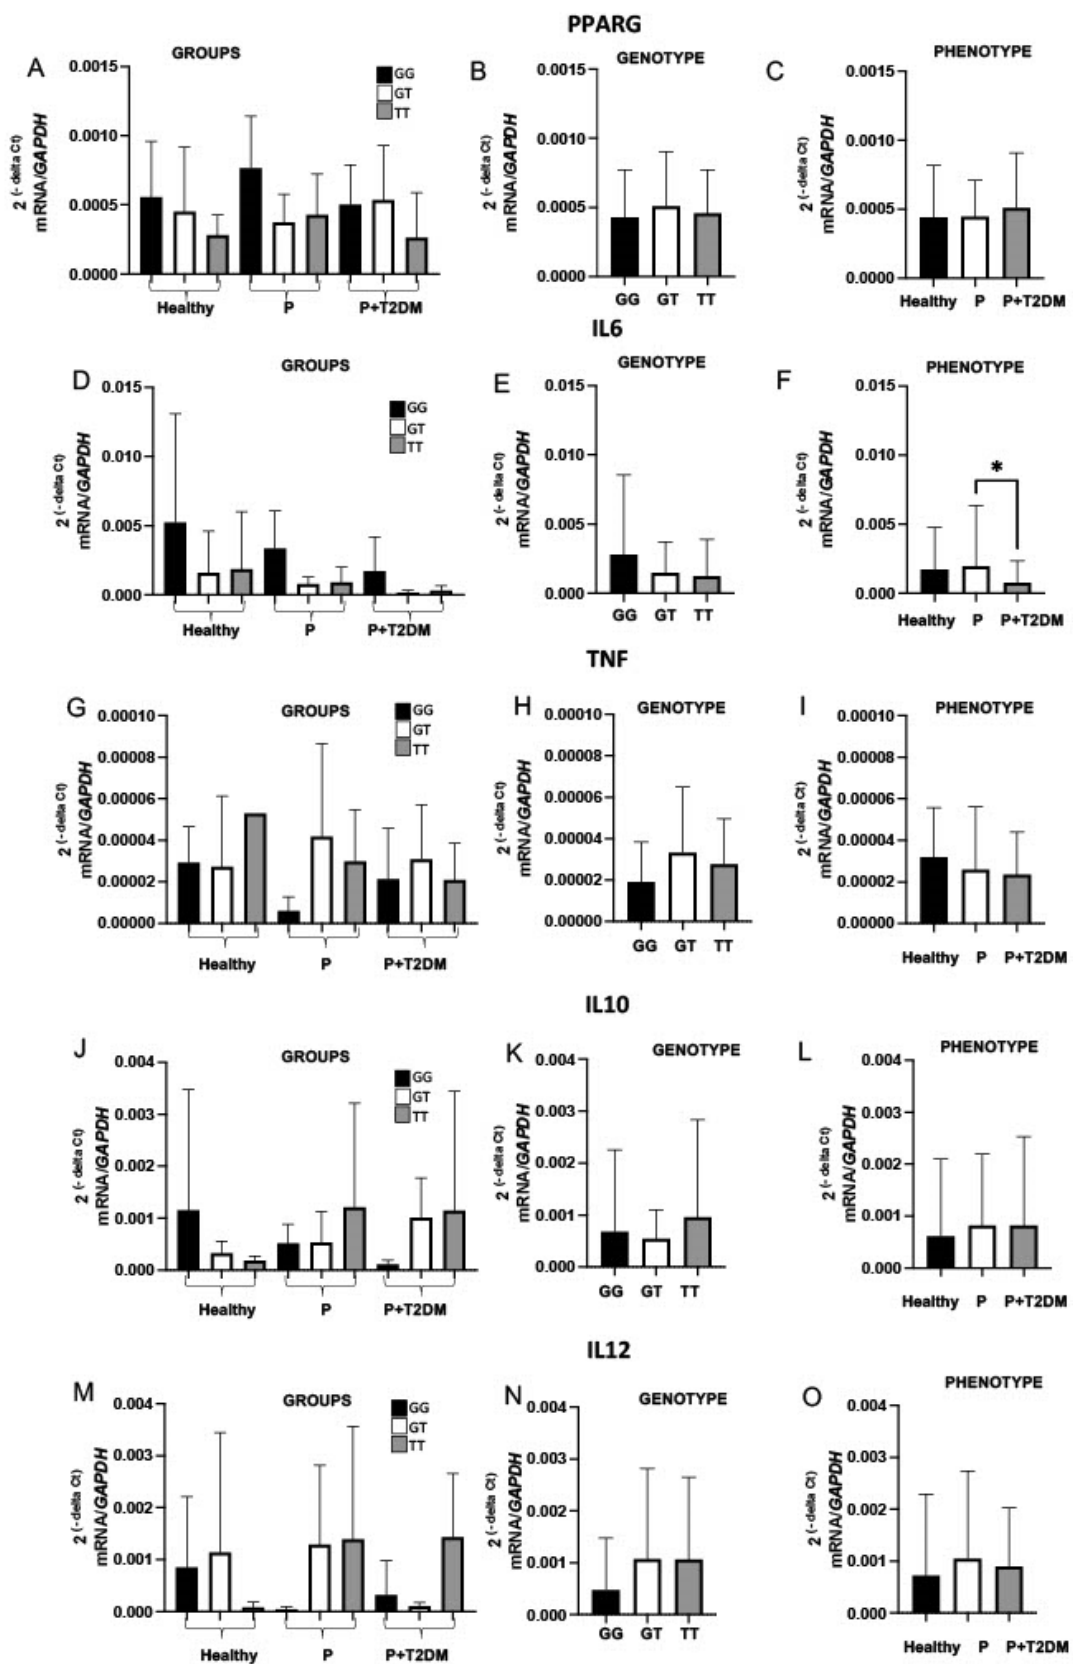 PPARG
A
GROUPS
GG
GT
TT
0.0015
0.0010
0.0005
0.0000
2 (- delta Ct)
mRNA/GAPDH
Healthy
P
P+T2DM
B
GENOTYPE
0.0015
0.0010
0.0005
0.0000
2 (- delta Ct)
mRNA/GAPDH
GG GT TT
C
PHENOTYPE
0.0015
0.0010
0.0005
0.0000
2 (- delta Ct)
mRNA/GAPDH
Healthy P P+T2DM
IL6
D
GROUPS
GG
GT
TT
0.015
0.010
0.005
0.000
2 (- delta Ct)
mRNA/GAPDH
Healthy
P
P+T2DM
E
GENOTYPE
0.015
0.010
0.005
0.000
2 (- delta Ct)
mRNA/GAPDH
GG GT TT
F
PHENOTYPE
0.015
0.010
0.005
0.000
2 (- delta Ct)
mRNA/GAPDH
*
Healthy P P+T2DM
TNF
G
GROUPS
GG
GT
TT
0.00010
0.00008
0.00006
0.00004
0.00002
0.00000
2 (- delta Ct)
mRNA/GAPDH
Healthy
P
P+T2DM
H
GENOTYPE
0.00010
0.00008
0.00006
0.00004
0.00002
0.00000
2 (- delta Ct)
mRNA/GAPDH
GG GT TT
I
PHENOTYPE
0.00010
0.00008
0.00006
0.00004
0.00002
0.00000
2 (- delta Ct)
mRNA/GAPDH
Healthy P P+T2DM
IL10
J
GROUPS
GG
GT
TT
0.004
0.003
0.002
0.001
0.000
2 (- delta Ct)
mRNA/GAPDH
Healthy
P
P+T2DM
K
GENOTYPE
0.004
0.003
0.002
0.001
0.000
2 (- delta Ct)
mRNA/GAPDH
GG GT TT
L
PHENOTYPE
0.004
0.003
0.002
0.001
0.000
2 (- delta Ct)
mRNA/GAPDH
Healthy P P+T2DM
IL12
M
GROUPS
GG
GT
TT
0.004
0.003
0.002
0.001
0.000
2 (- delta Ct)
mRNA/GAPDH
Healthy
P
P+T2DM
N
GENOTYPE
0.004
0.003
0.002
0.001
0.000
2 (- delta Ct)
mRNA/GAPDH
GG GT TT
O
PHENOTYPE
0.004
0.003
0.002
0.001
0.000
2 (- delta Ct)
mRNA/GAPDH
Healthy P P+T2DM